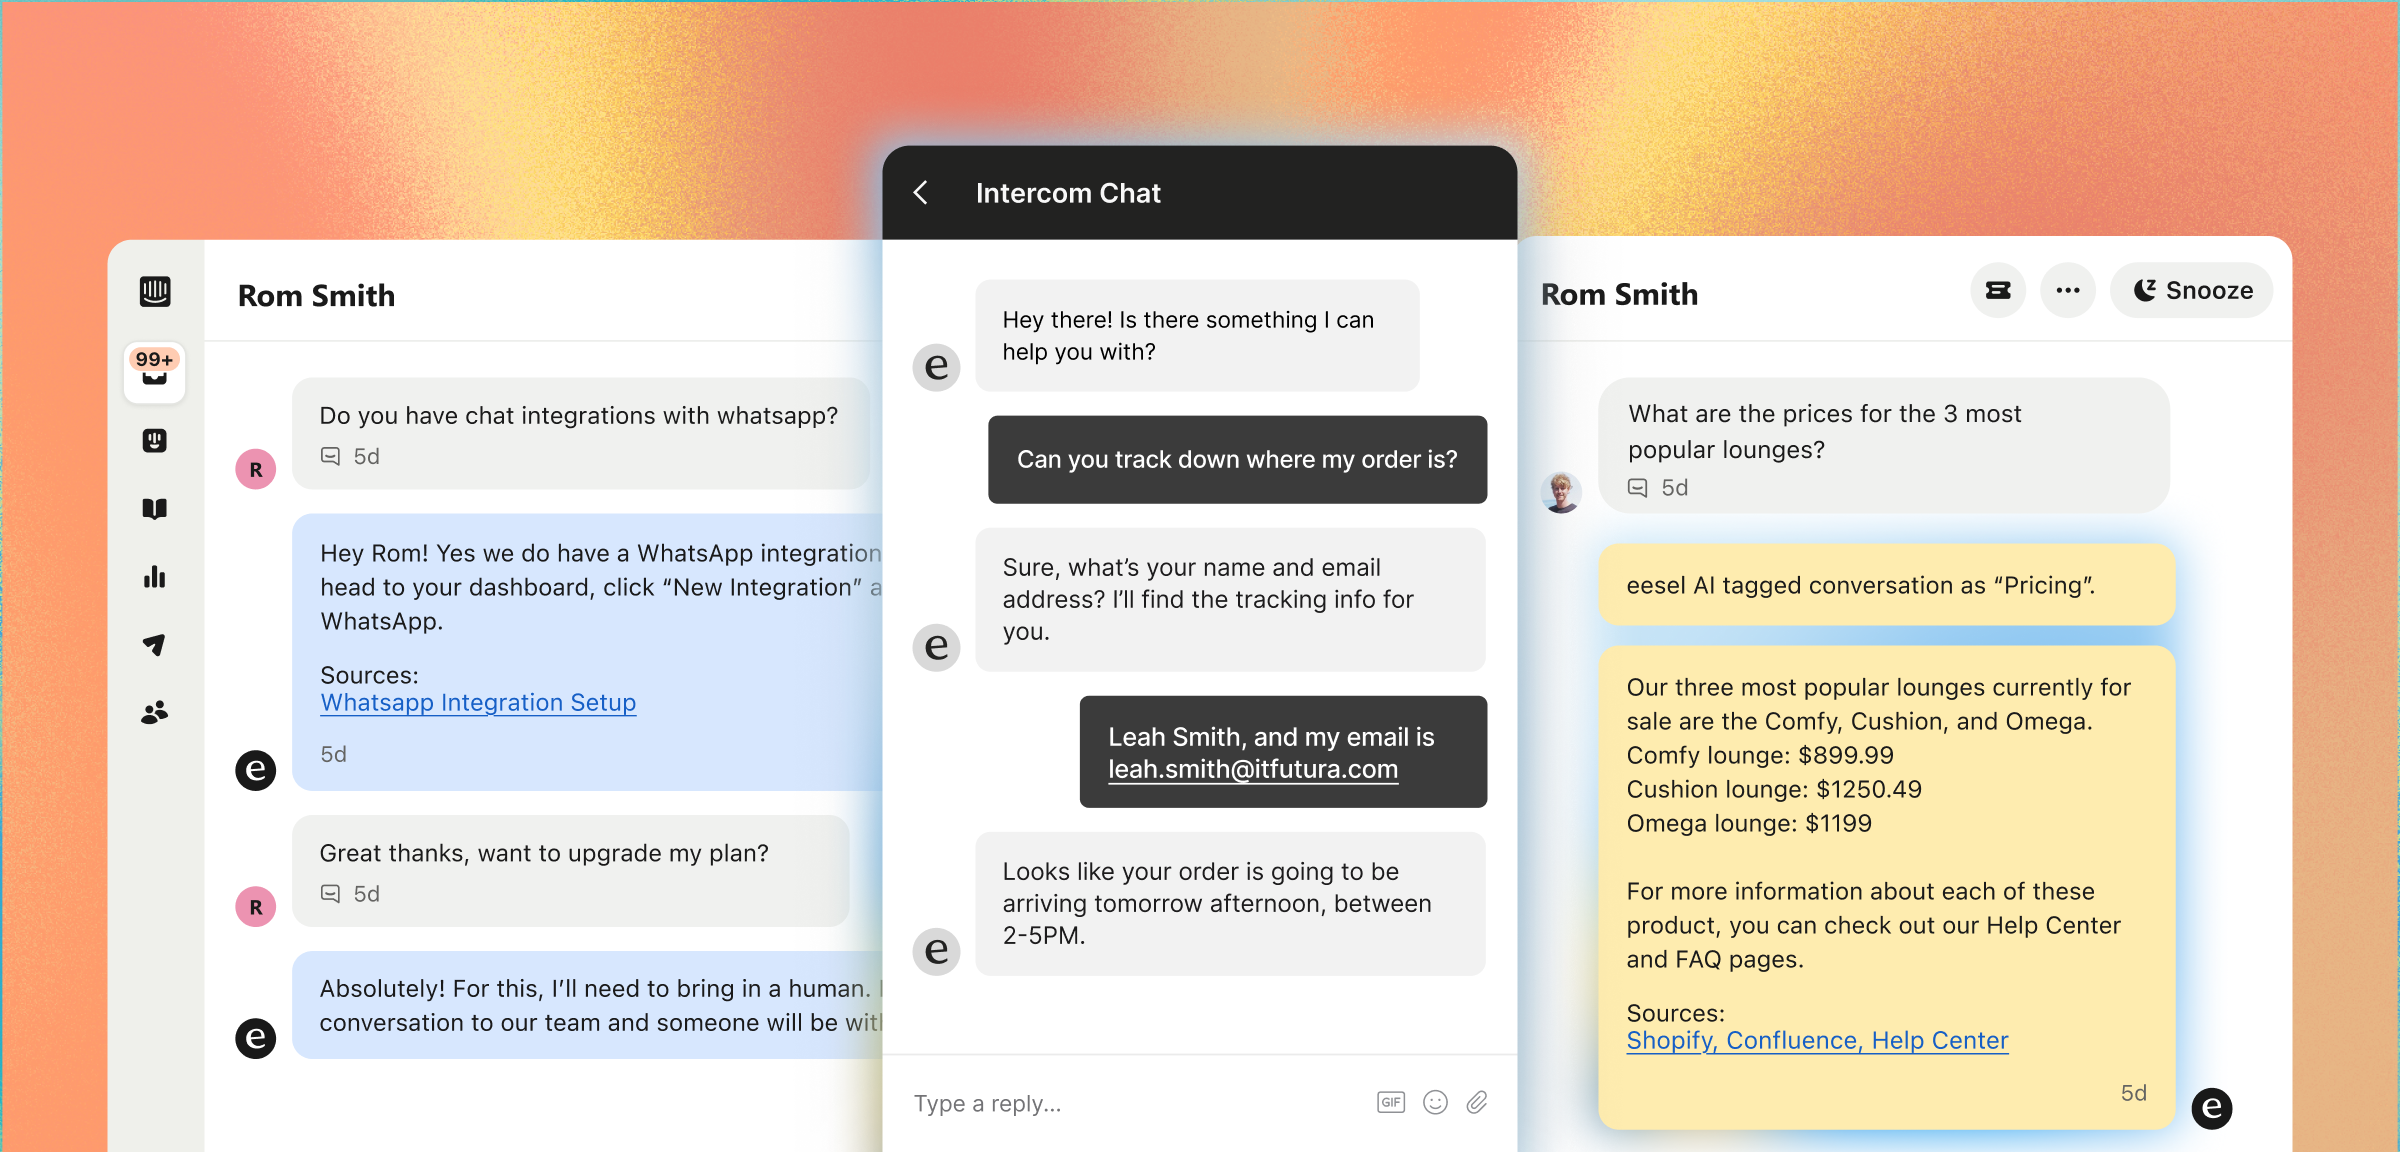 Rom Smith
99+
Do you have chat integrations with whatsapp?
5d
R
Hey Rom! Yes we do have a WhatsApp integration
head to your dashboard, click “New Integration” a
WhatsApp.
Sources:
Whatsapp Integration Setup
5d
e
Great thanks, want to upgrade my plan?
5d
R
Absolutely! For this, I’ll need to bring in a human.
conversation to our team and someone will be with
e
Intercom Chat
Hey there! Is there something I can
help you with?
e
Can you track down where my order is?
Sure, what’s your name and email
address? I’ll find the tracking info for
you.
e
Leah Smith, and my email is
leah.smith@itfutura.com
Looks like your order is going to be
arriving tomorrow afternoon, between
2-5PM.
e
Type a reply...
GIF
Rom Smith
Snooze
What are the prices for the 3 most
popular lounges?
5d
eesel AI tagged conversation as “Pricing”.
Our three most popular lounges currently for
sale are the Comfy, Cushion, and Omega.
Comfy lounge: $899.99
Cushion lounge: $1250.49
Omega lounge: $1199
For more information about each of these
product, you can check out our Help Center
and FAQ pages.
Sources:
Shopify, Confluence, Help Center
5d
e